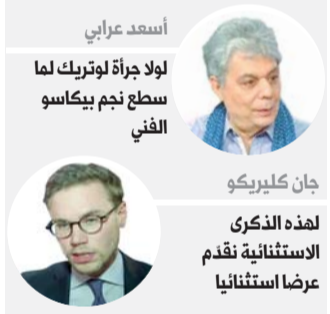 أسعد عرابي
لولا جرأة لوتريك لما
سطع نجم بيكاسو
الفني
جان كليريكو
لهذه الذكرى
الاستثنائية نقدّم
عرضا استثنائيا